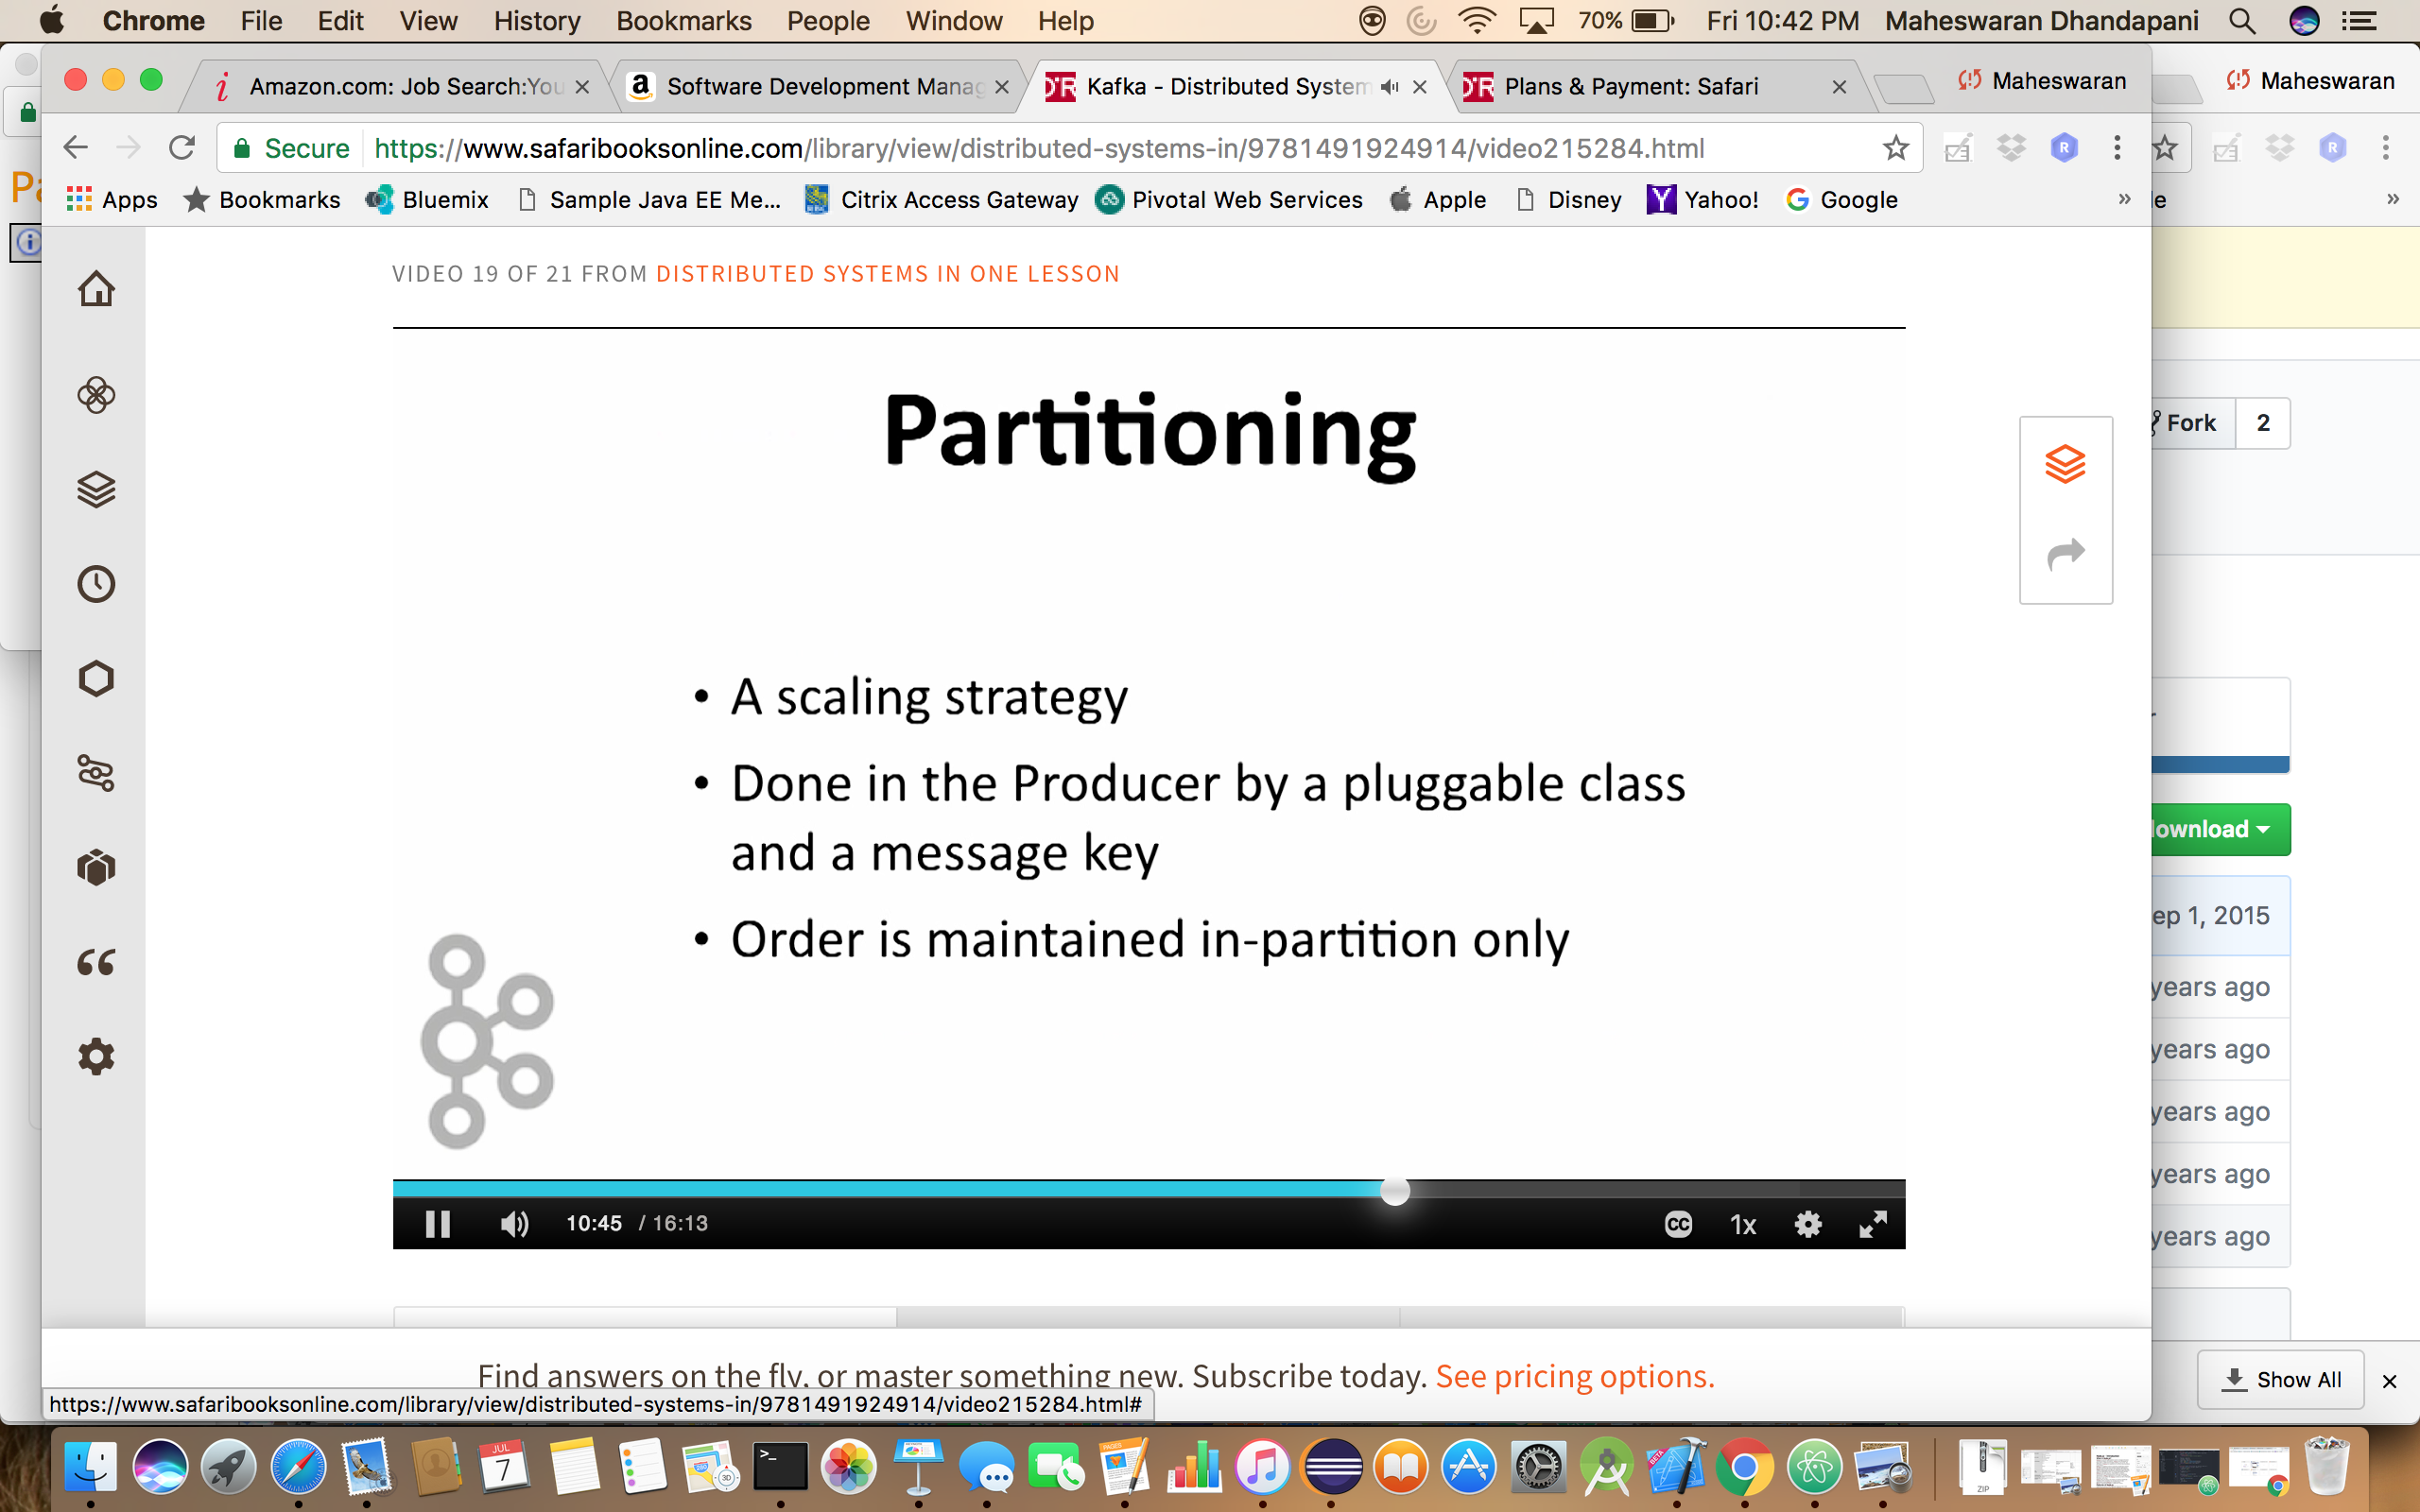 Chrome File Edit View History Bookmarks People Window Help 70% Fri 10:42 PM Maheswaran Dhandapani
Amazon.com: Job Search:You Software Development Manag Kafka - Distributed System Plans & Payment: Safari Maheswaran Maheswaran
Secure https://www.safaribooksonline.com/library/view/distributed-systems-in/9781491924914/video215284.html
Apps Bookmarks Bluemix Sample Java EE Me... Citrix Access Gateway Pivotal Web Services Apple Disney Yahoo! Google » le »
VIDEO 19 OF 21 FROM DISTRIBUTED SYSTEMS IN ONE LESSON
Partitioning
Fork 2
• A scaling strategy
• Done in the Producer by a pluggable class
and a message key
ownload
ep 1, 2015
• Order is maintained in-partition only
years ago
years ago
years ago
years ago
years ago
10:45 / 16:13 CC 1x
Find answers on the fly, or master something new. Subscribe today. See pricing options.
Show All
https://www.safaribooksonline.com/library/view/distributed-systems-in/9781491924914/video215284.html#
JUL
7
PAGES
BETA
ZIP